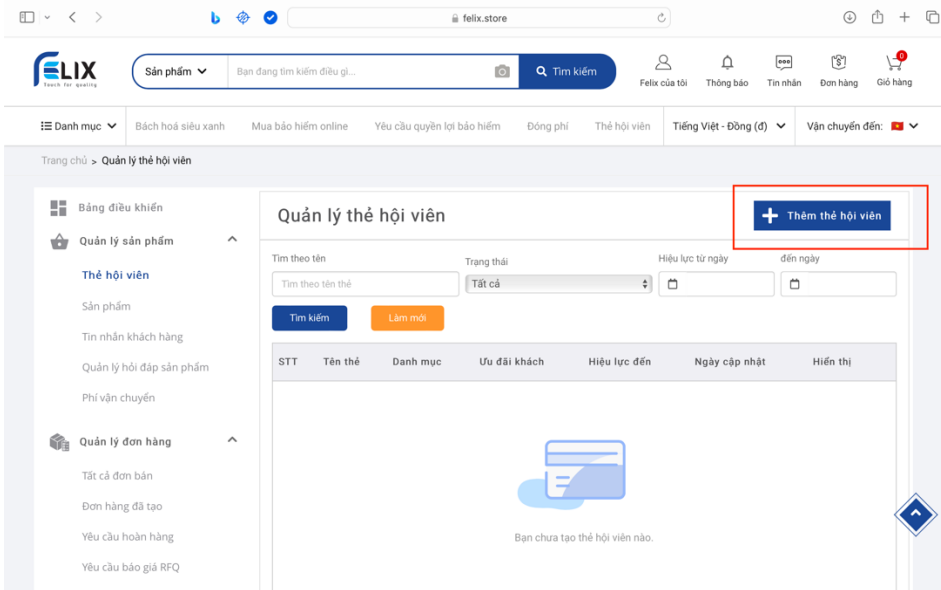 felix.store
FELIX
Touch for quality
Sản phẩm
Bạn đang tìm kiếm điều gì...
Tìm kiếm
Felix của tôi
Thông báo
Tin nhắn
Đơn hàng
0
Giỏ hàng
Danh mục
Bách hoá siêu xanh
Mua bảo hiểm online
Yêu cầu quyền lợi bảo hiểm
Đóng phí
Thẻ hội viên
Tiếng Việt - Đồng (đ)
Vận chuyển đến:
Trang chủ > Quản lý thẻ hội viên
Bảng điều khiển
Quản lý sản phẩm
Thẻ hội viên
Sản phẩm
Tin nhắn khách hàng
Quản lý hỏi đáp sản phẩm
Phí vận chuyển
Quản lý đơn hàng
Tất cả đơn bán
Đơn hàng đã tạo
Yêu cầu hoàn hàng
Yêu cầu báo giá RFQ
Quản lý thẻ hội viên
Thêm thẻ hội viên
Tìm theo tên
Trạng thái
Hiệu lực từ ngày
đến ngày
Tìm theo tên thẻ
Tất cả
Tìm kiếm
Làm mới
STT Tên thẻ Danh mục Ưu đãi khách Hiệu lực đến Ngày cập nhật Hiển thị
Bạn chưa tạo thẻ hội viên nào.